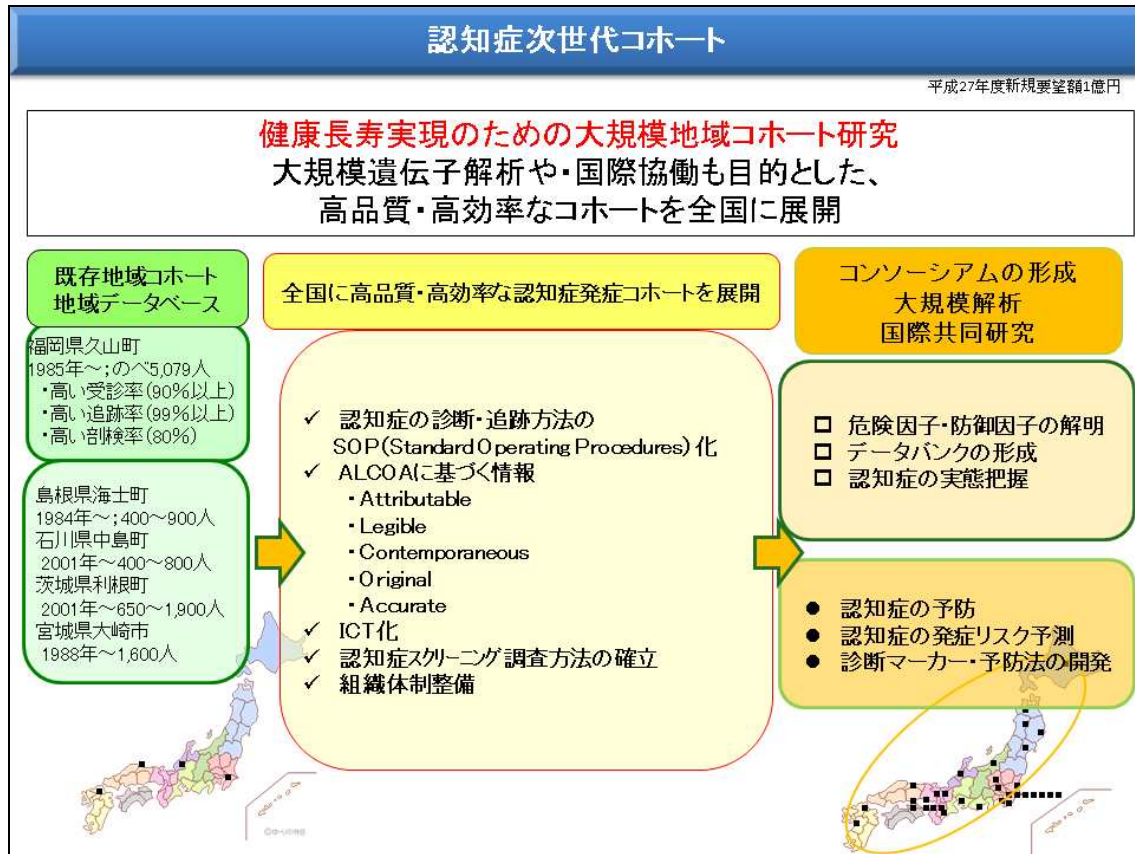 認知症次世代コホート
平成27年度新規要望額1億円
健康長寿実現のための大規模地域コホート研究
大規模遺伝子解析や・国際協働も目的とした、
高品質・高効率なコホートを全国に展開
既存地域コホート
地域データベース
福岡県久山町
1985年～;のべ5,079人
・高い受診率(90%以上)
・高い追跡率(99%以上)
・高い剖検率(80%)
島根県海士町
1984年～;400～900人
石川県中島町
2001年～400～800人
茨城県利根町
2001年～650～1,900人
宮城県大崎市
1988年～1,600人
全国に高品質・高効率な認知症発症コホートを展開
✓ 認知症の診断・追跡方法の
SOP(Standard Operating Procedures)化
✓ ALCOAに基づく情報
・Attributable
・Legible
・Contemporaneous
・Original
・Accurate
✓ ICT化
✓ 認知症スクリーニング調査方法の確立
✓ 組織体制整備
コンソーシアムの形成
大規模解析
国際共同研究
□ 危険因子・防御因子の解明
□ データバンクの形成
□ 認知症の実態把握
● 認知症の予防
● 認知症の発症リスク予測
● 診断マーカー・予防法の開発